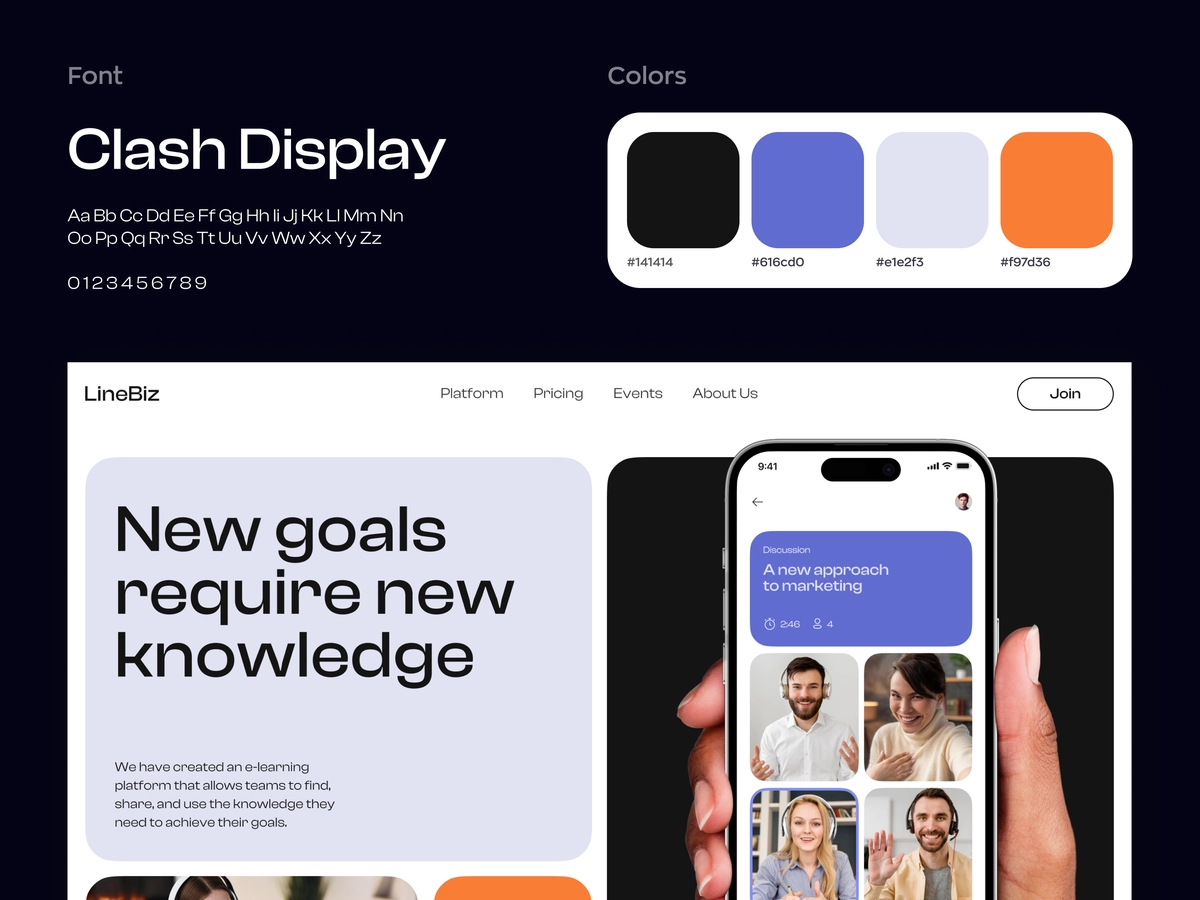 Font
Clash Display
Aa Bb Cc Dd Ee Ff Gg Hh Ii Jj Kk Ll Mm Nn
Oo Pp Qq Rr Ss Tt Uu Vv Ww Xx Yy Zz
0123456789
Colors
#141414
#616cd0
#e1e2f3
#f97d36
LineBiz
Platform
Pricing
Events
About Us
Join
New goals
require new
knowledge
We have created an e-learning
platform that allows teams to find,
share, and use the knowledge they
need to achieve their goals.
9:41
Discussion
A new approach
to marketing
2:46
4